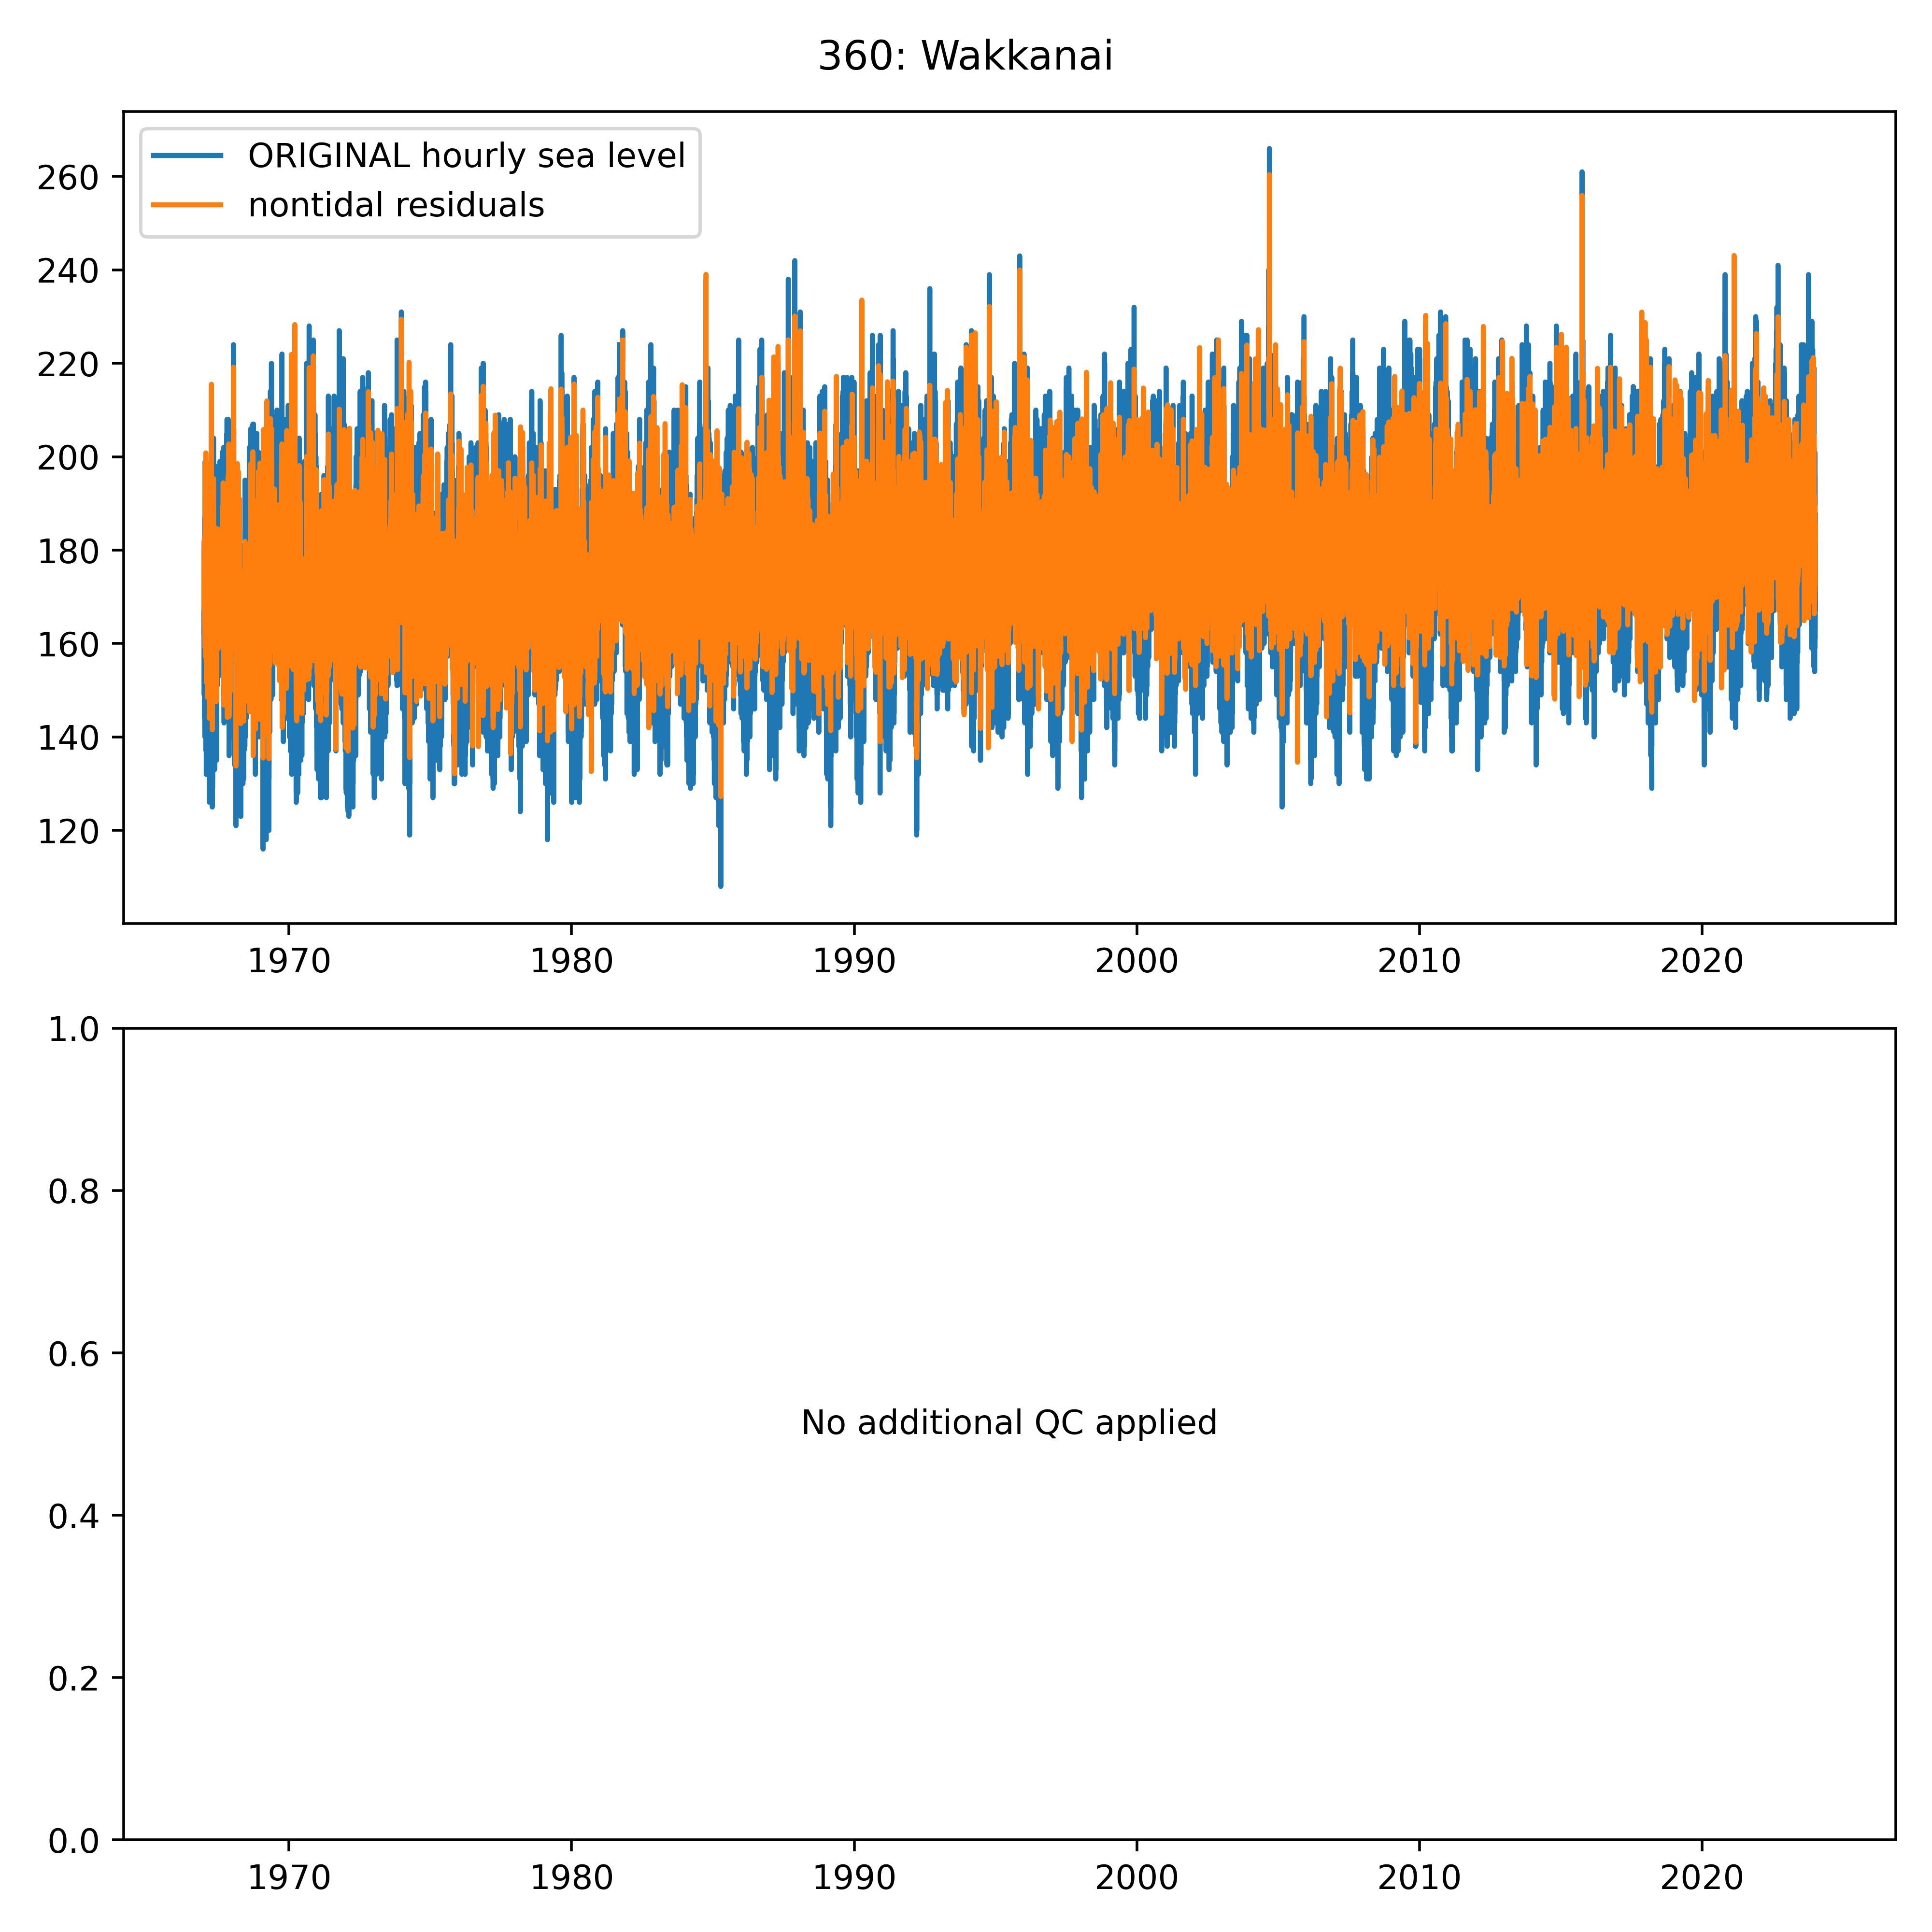 360: Wakkanai
ORIGINAL hourly sea level
nontidal residuals
260
240
220
200
180
160
140
120
1970 1980 1990 2000 2010 2020
1.0
0.8
0.6
0.4
0.2
0.0
No additional QC applied
1970 1980 1990 2000 2010 2020